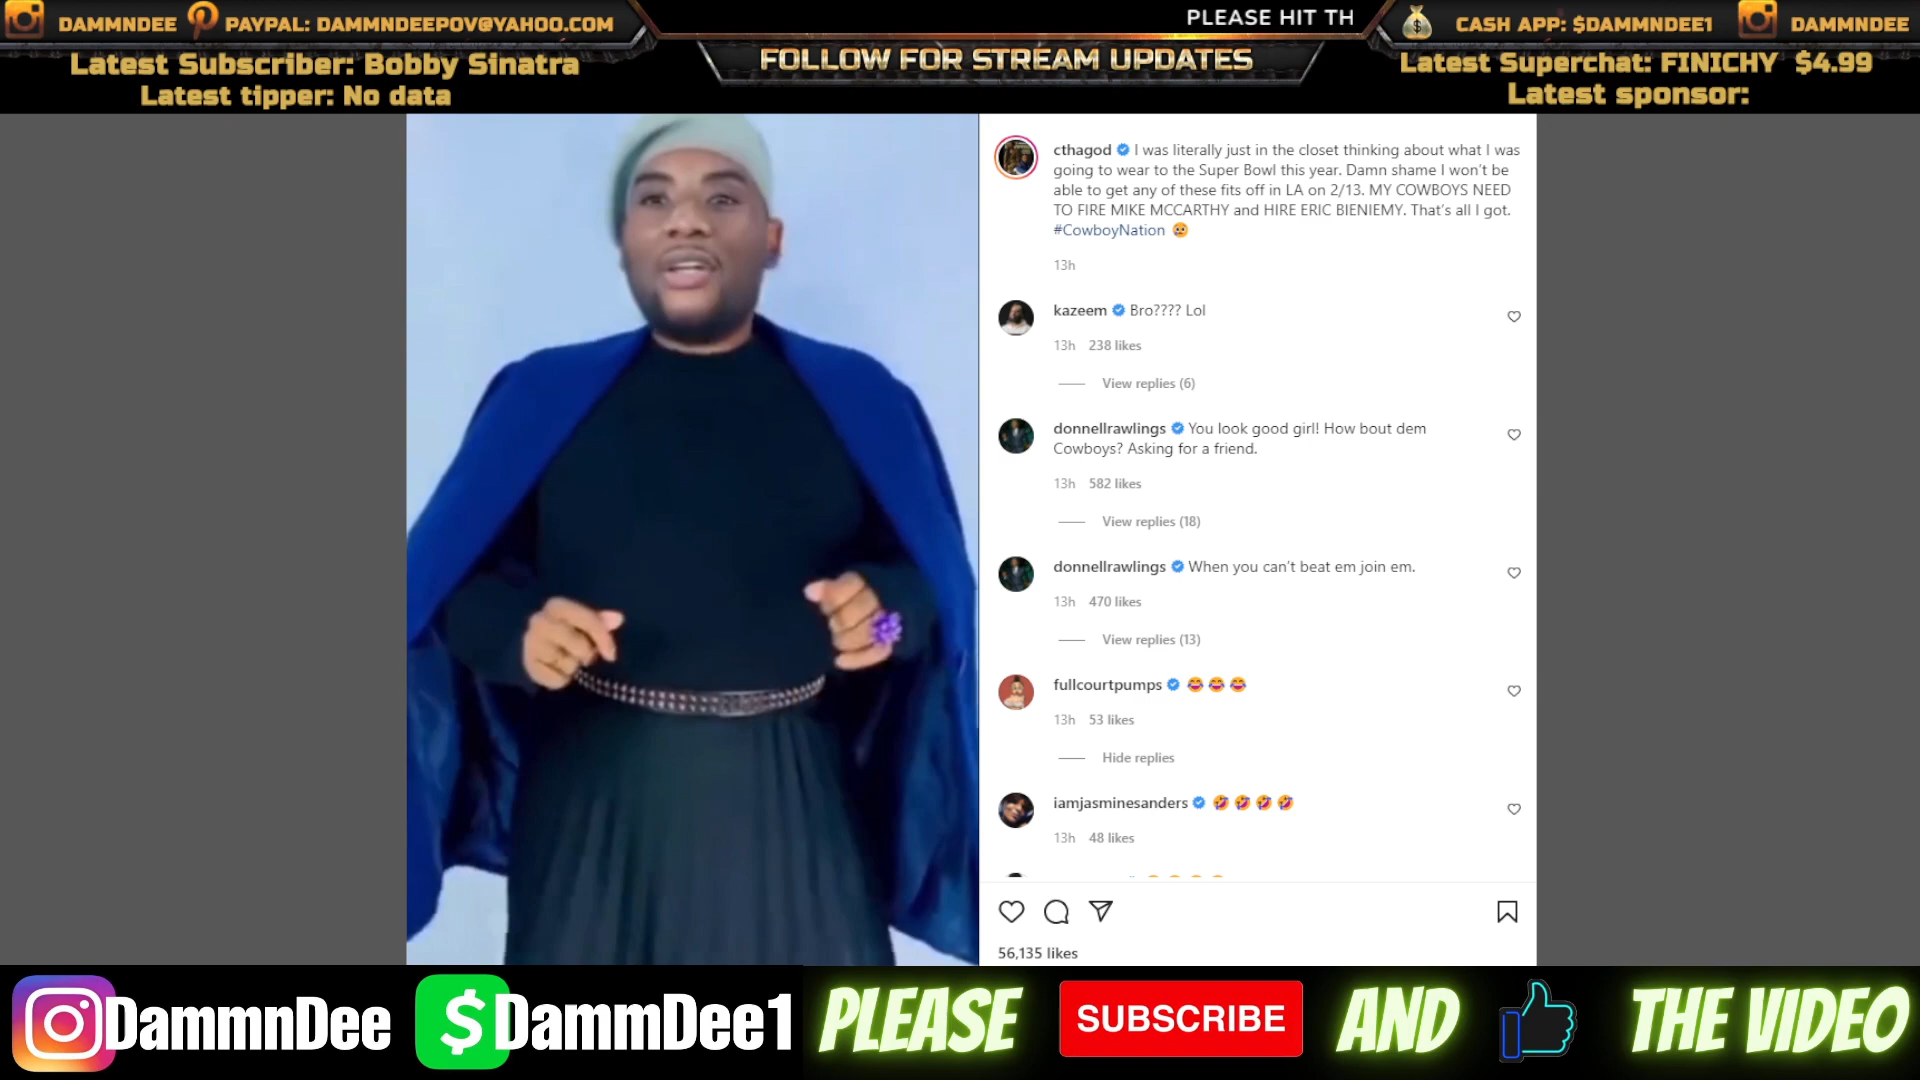 DAMMNDEE PAYPAL: DAMMNDEEPOV@YAHOO.COM
PLEASE HIT TH
CASH APP: $DAMMNDEE1 DAMMNDEE
Latest Subscriber: Bobby Sinatra
Latest tipper: No data
FOLLOW FOR STREAM UPDATES
Latest Superchat: FINICHY $4.99
Latest sponsor:
cthagod I was literally just in the closet thinking about what I was
going to wear to the Super Bowl this year. Damn shame I won't be
able to get any of these fits off in LA on 2/13. MY COWBOYS NEED
TO FIRE MIKE MCCARTHY and HIRE ERIC BIENIEMY. That's all I got.
#CowboyNation 😢
13h
kazeem Bro???? Lol
13h 238 likes
View replies (6)
donnellrawlings You look good girl! How bout dem
Cowboys? Asking for a friend.
13h 582 likes
View replies (18)
donnellrawlings When you can't beat em join em.
13h 470 likes
View replies (13)
fullcourtpumps 😂😂😂
13h 53 likes
Hide replies
iamjasminesanders 🤣🤣🤣🤣
13h 48 likes
56,135 likes
DammnDee
$ DammDee1
PLEASE
SUBSCRIBE
AND
THE VIDEO